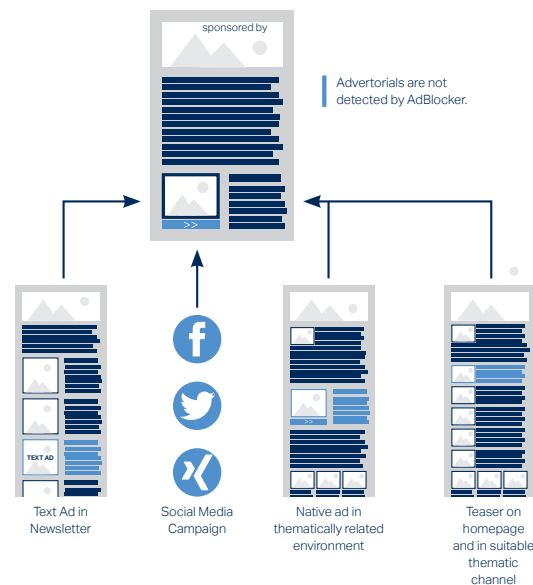 sponsored by
Advertorials are not
detected by AdBlocker.
>>
>>
TEXT AD
Text Ad in
Newsletter
Social Media
Campaign
Native ad in
thematically related
environment
Teaser on
homepage
and in suitable
thematic
channel